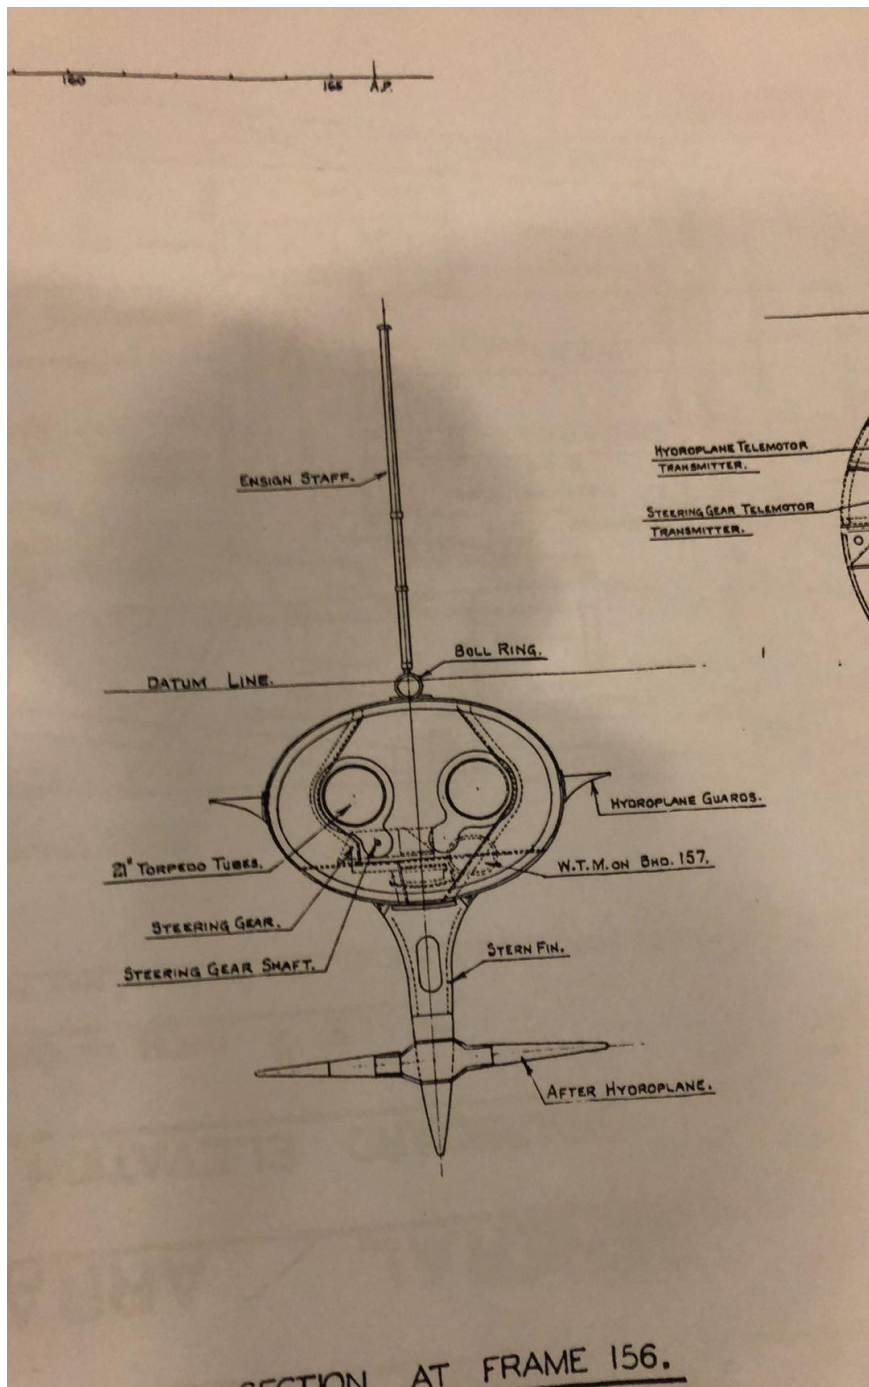 160
165
A.P.
ENSIGN STAFF.
HYDROPLANE TELEMOTOR
TRANSMITTER.
STEERING GEAR TELEMOTOR
TRANSMITTER.
BOLL RING.
DATUM LINE.
HYDROPLANE GUARDS.
21" TORPEDO TUBES.
W.T.M. ON BHD. 157.
STEERING GEAR.
STERN FIN.
STEERING GEAR SHAFT.
AFTER HYDROPLANE.
SECTION AT FRAME 156.